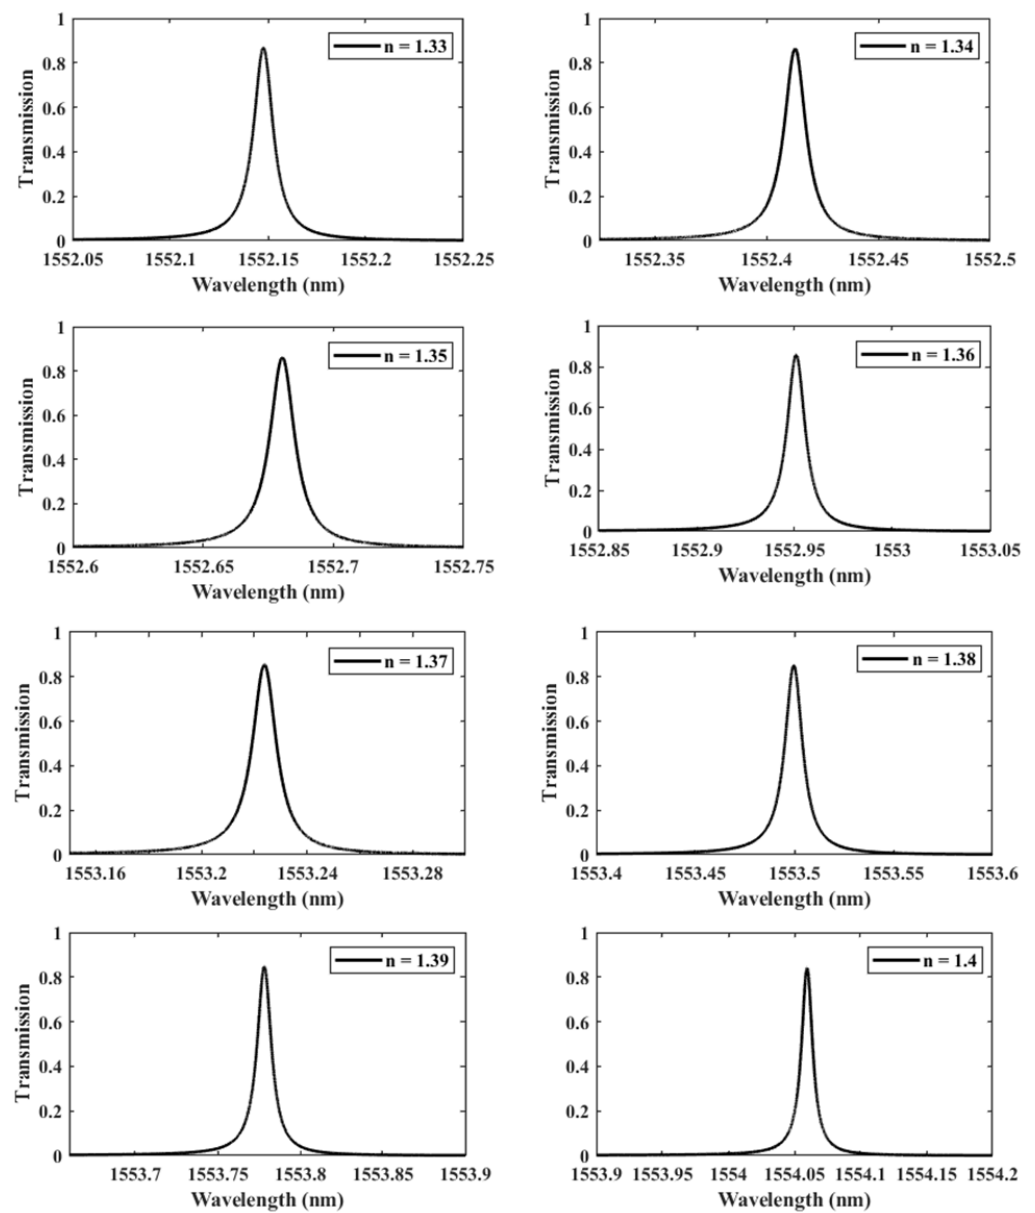 1
n = 1.33
0.8
0.6
0.4
0.2
0
Transmission
1552.05 1552.1 1552.15 1552.2 1552.25
Wavelength (nm)
1
n = 1.34
0.8
0.6
0.4
0.2
0
Transmission
1552.35 1552.4 1552.45 1552.5
Wavelength (nm)
1
n = 1.35
0.8
0.6
0.4
0.2
0
Transmission
1552.6 1552.65 1552.7 1552.75
Wavelength (nm)
1
n = 1.36
0.8
0.6
0.4
0.2
0
Transmission
1552.85 1552.9 1552.95 1553 1553.05
Wavelength (nm)
1
n = 1.37
0.8
0.6
0.4
0.2
0
Transmission
1553.16 1553.2 1553.24 1553.28
Wavelength (nm)
1
n = 1.38
0.8
0.6
0.4
0.2
0
Transmission
1553.4 1553.45 1553.5 1553.55 1553.6
Wavelength (nm)
1
n = 1.39
0.8
0.6
0.4
0.2
0
Transmission
1553.7 1553.75 1553.8 1553.85 1553.9
Wavelength (nm)
1
n = 1.4
0.8
0.6
0.4
0.2
0
Transmission
1553.9 1553.95 1554 1554.05 1554.1 1554.15 1554.2
Wavelength (nm)